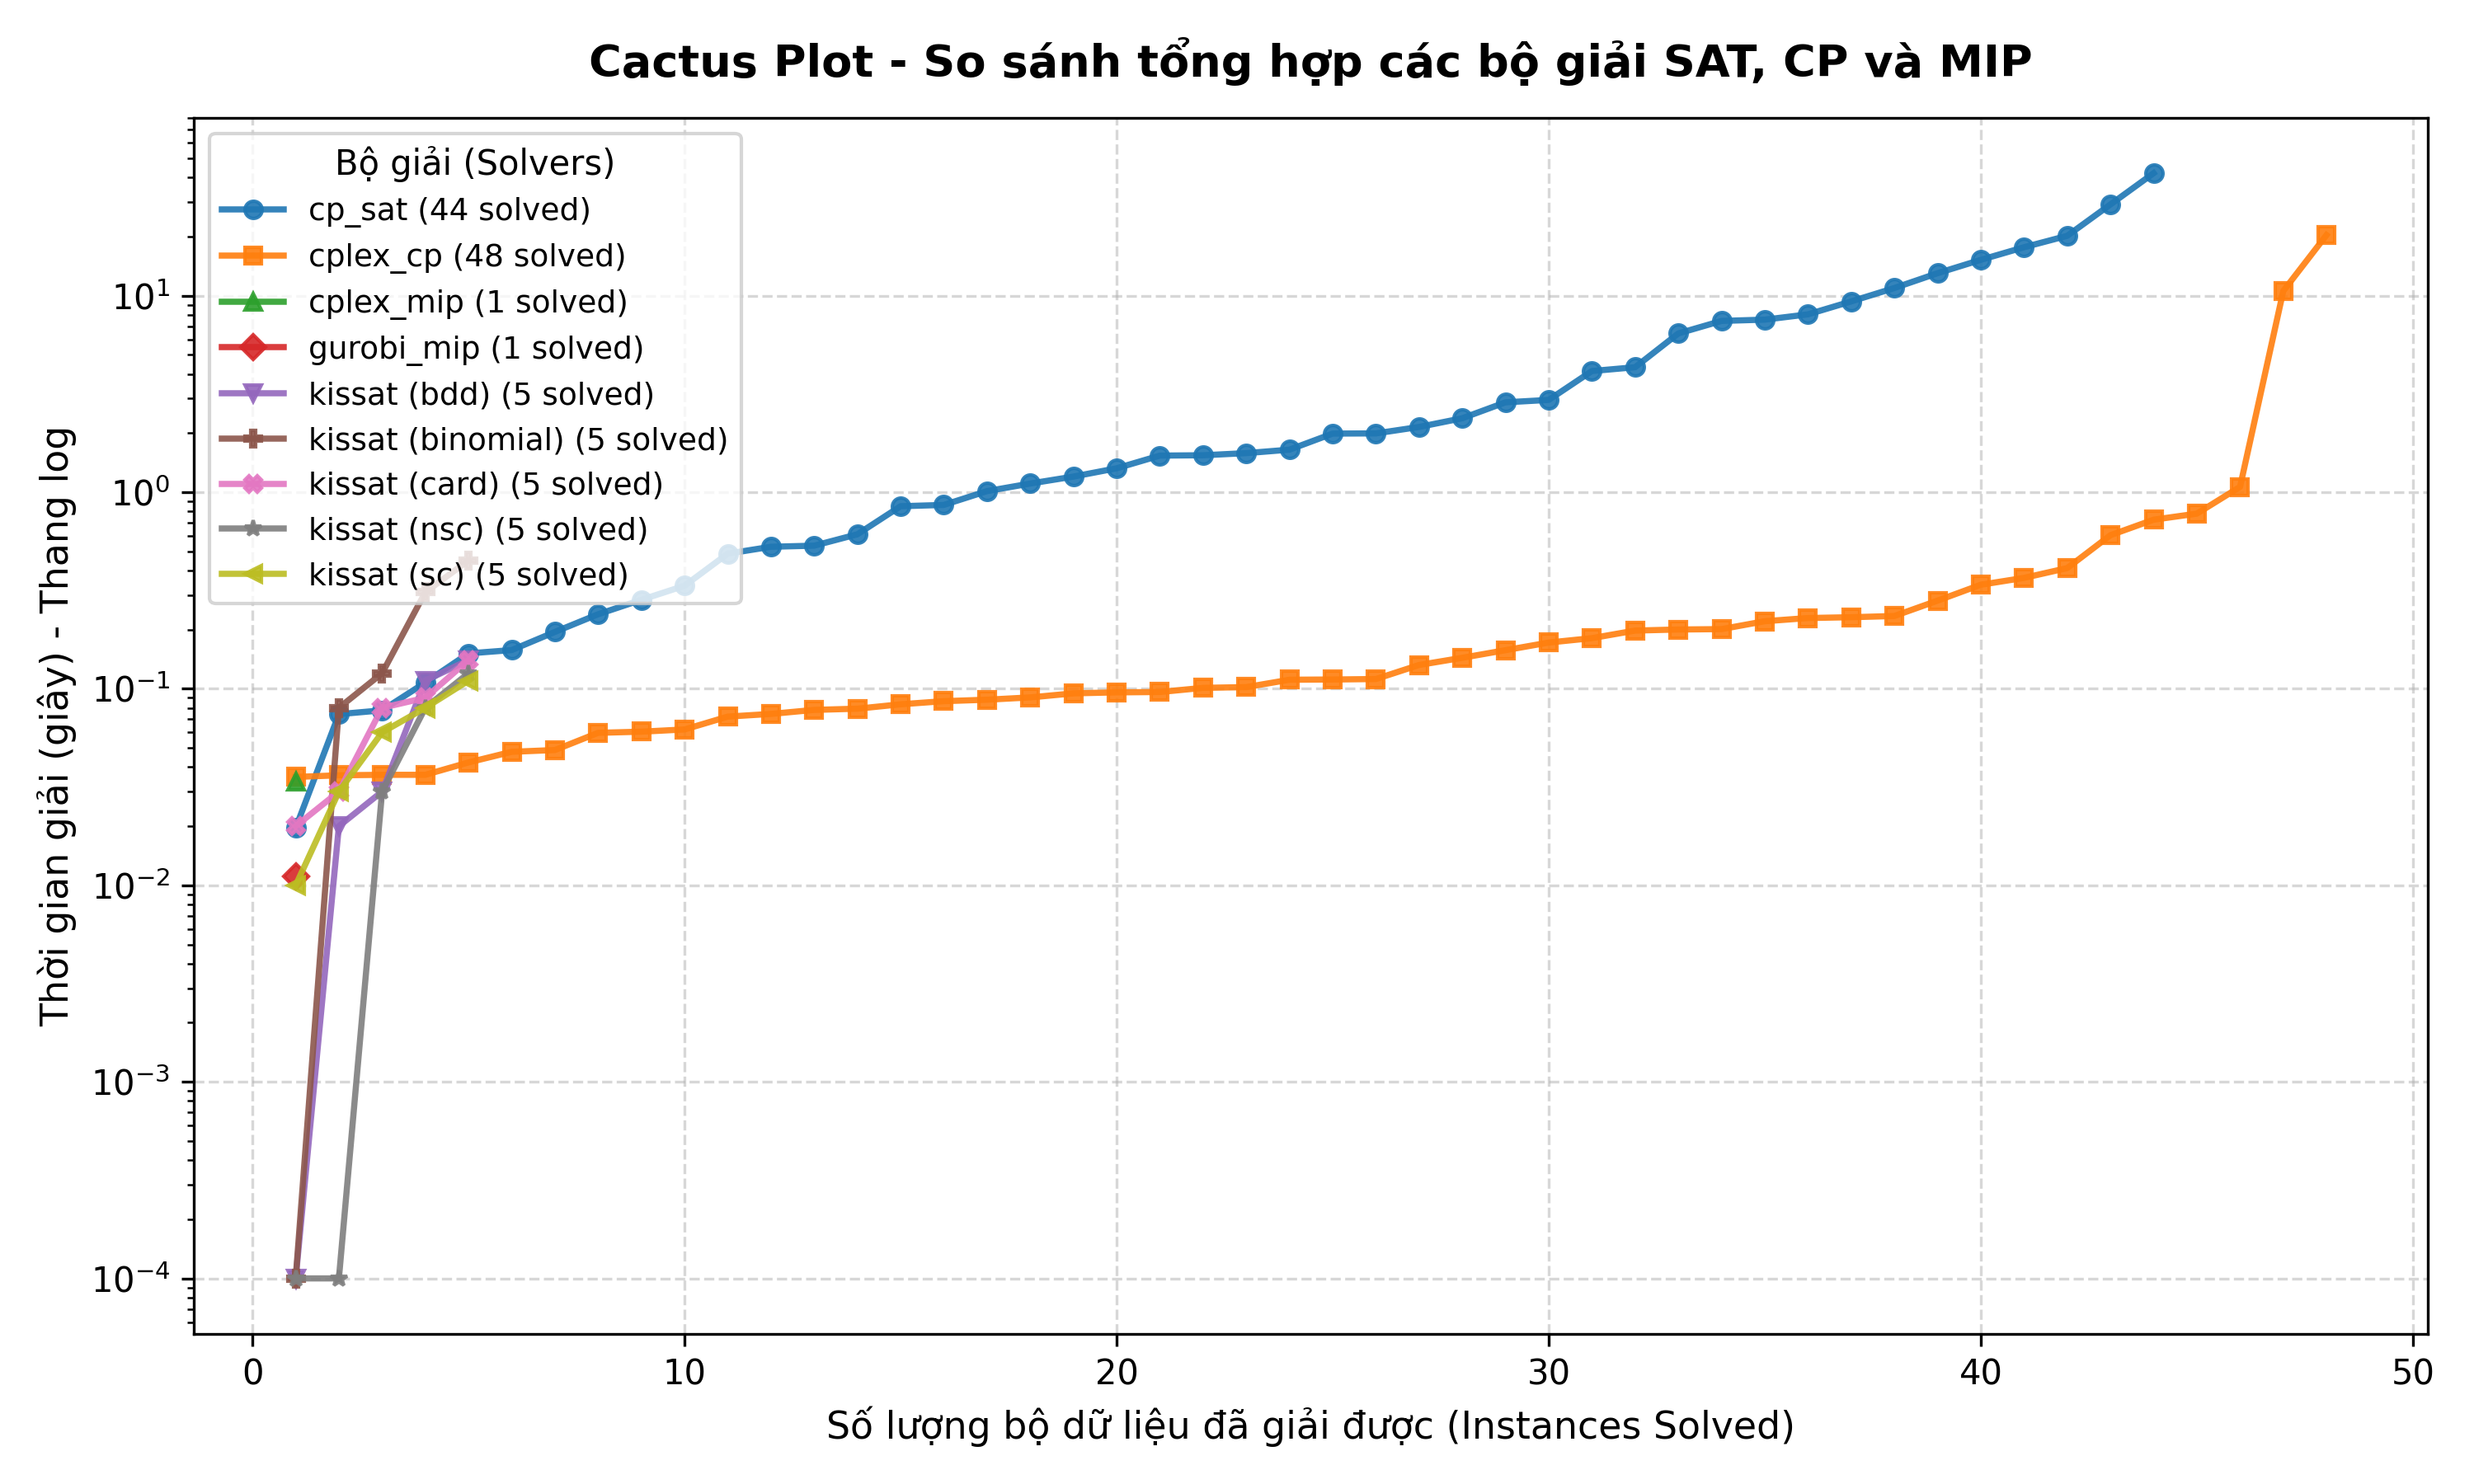 Cactus Plot - So sánh tổng hợp các bộ giải SAT, CP và MIP
Bộ giải (Solvers)
cp_sat (44 solved)
cplex_cp (48 solved)
cplex_mip (1 solved)
gurobi_mip (1 solved)
kissat (bdd) (5 solved)
kissat (binomial) (5 solved)
kissat (card) (5 solved)
kissat (nsc) (5 solved)
kissat (sc) (5 solved)
Thời gian giải (giây) - Thang log
10¹
10⁰
10⁻¹
10⁻²
10⁻³
10⁻⁴
0 10 20 30 40 50
Số lượng bộ dữ liệu đã giải được (Instances Solved)